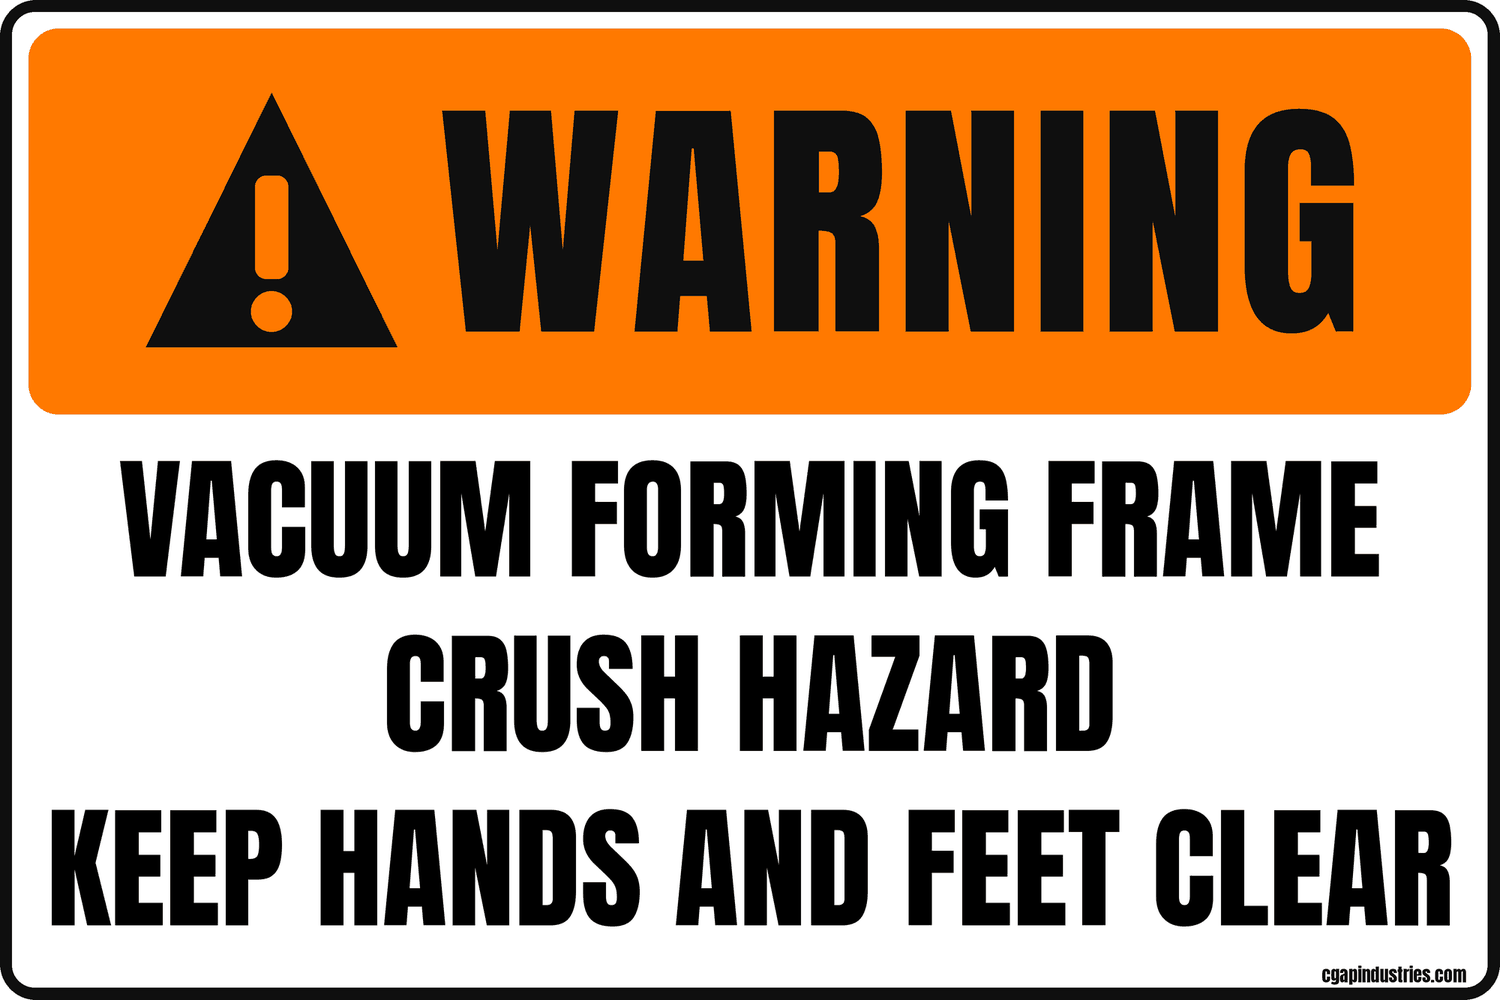 WARNING
VACUUM FORMING FRAME
CRUSH HAZARD
KEEP HANDS AND FEET CLEAR
cgapindustries.com